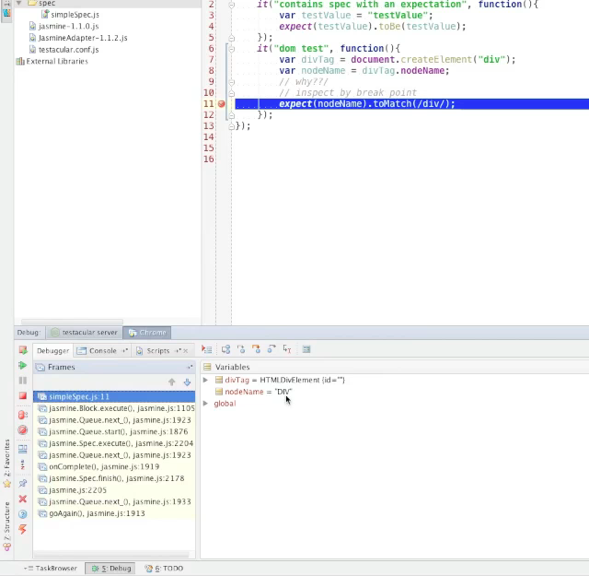 spec
simpleSpec.js
jasmine-1.1.0.js
JasmineAdapter-1.1.2.js
testacular.conf.js
External Libraries
2 it("contains spec with an expectation", function(){
3 var testValue = "testValue";
4 expect(testValue).toBe(testValue);
5 });
6 it("dom test", function(){
7 var divTag = document.createElement("div");
8 var nodeName = divTag.nodeName;
9 // why??/
10 // inspect by break point
11 expect(nodeName).toMatch(/div/);
12 });
13 });
14
15
16
Debug: testacular server Chrome
Debugger Console Scripts
Frames Variables
simpleSpec.js:11
jasmine.Block.execute(), jasmine.js:1105
jasmine.Queue.next_(), jasmine.js:1923
jasmine.Queue.start(), jasmine.js:1876
jasmine.Spec.execute(), jasmine.js:2204
jasmine.Queue.next_(), jasmine.js:1923
onComplete(), jasmine.js:1919
jasmine.Spec.finish(), jasmine.js:2178
jasmine.js:2205
jasmine.Queue.next_(), jasmine.js:1933
goAgain(), jasmine.js:1913
divTag = HTMLDivElement (id="")
nodeName = "DIV"
global
2: Favorites
7: Structure
TaskBrowser 5: Debug 6: TODO